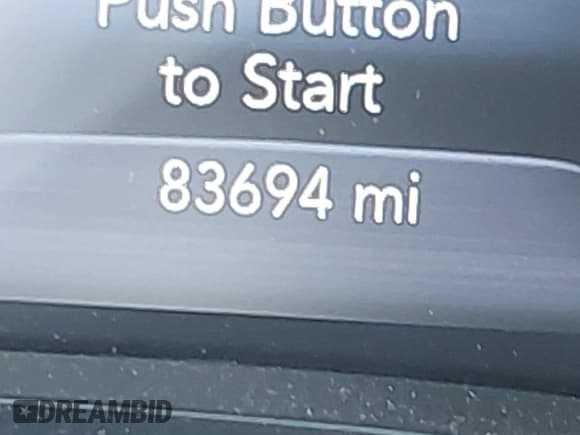 Push Button
to Start
83694 mi
DREAMBID